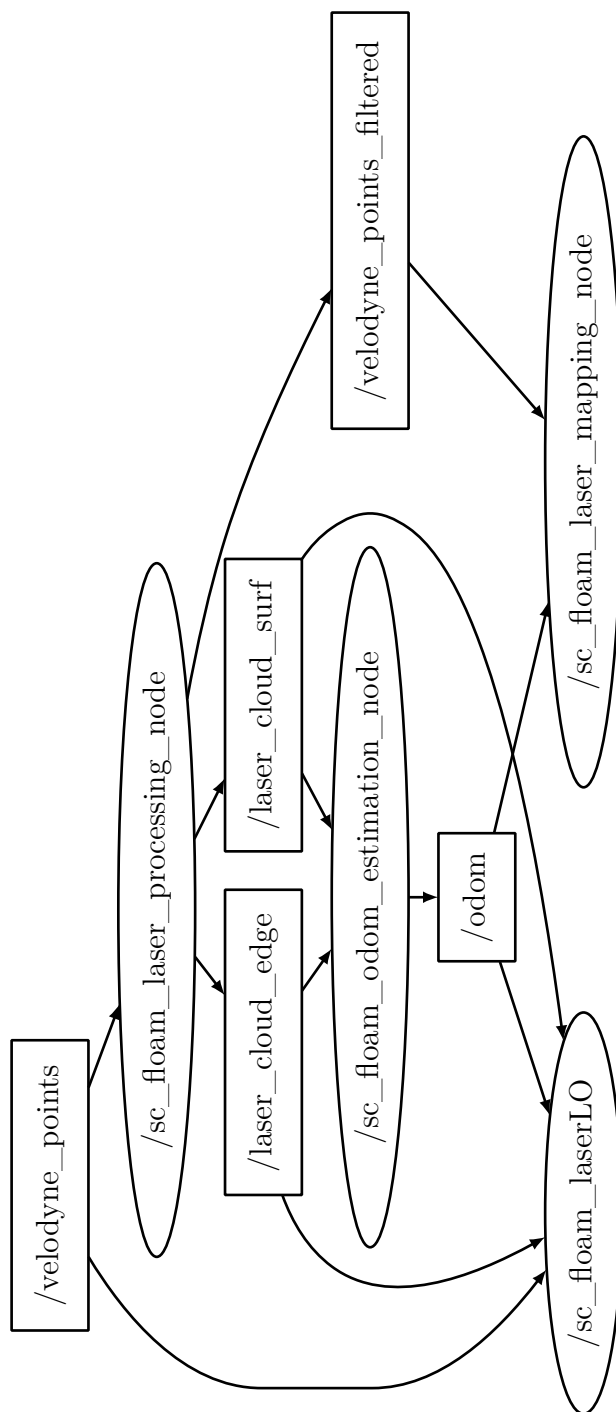 /velodyne_points
/sc_floam_laser_processing_node
/laser_cloud_edge
/laser_cloud_surf
/velodyne_points_filtered
/sc_floam_odom_estimation_node
/odom
/sc_floam_laserLO
/sc_floam_laser_mapping_node